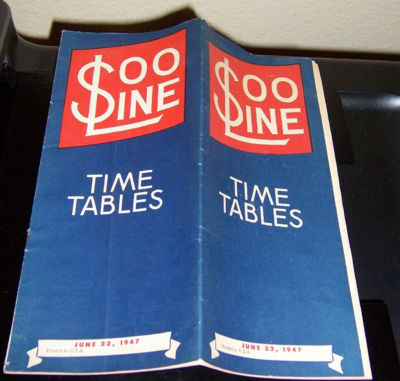 SOO
LINE
TIME
TABLES
JUNE 22, 1947
Printed in U.S.A.
SOO
LINE
TIME
TABLES
JUNE 22, 1947
Printed in U.S.A.